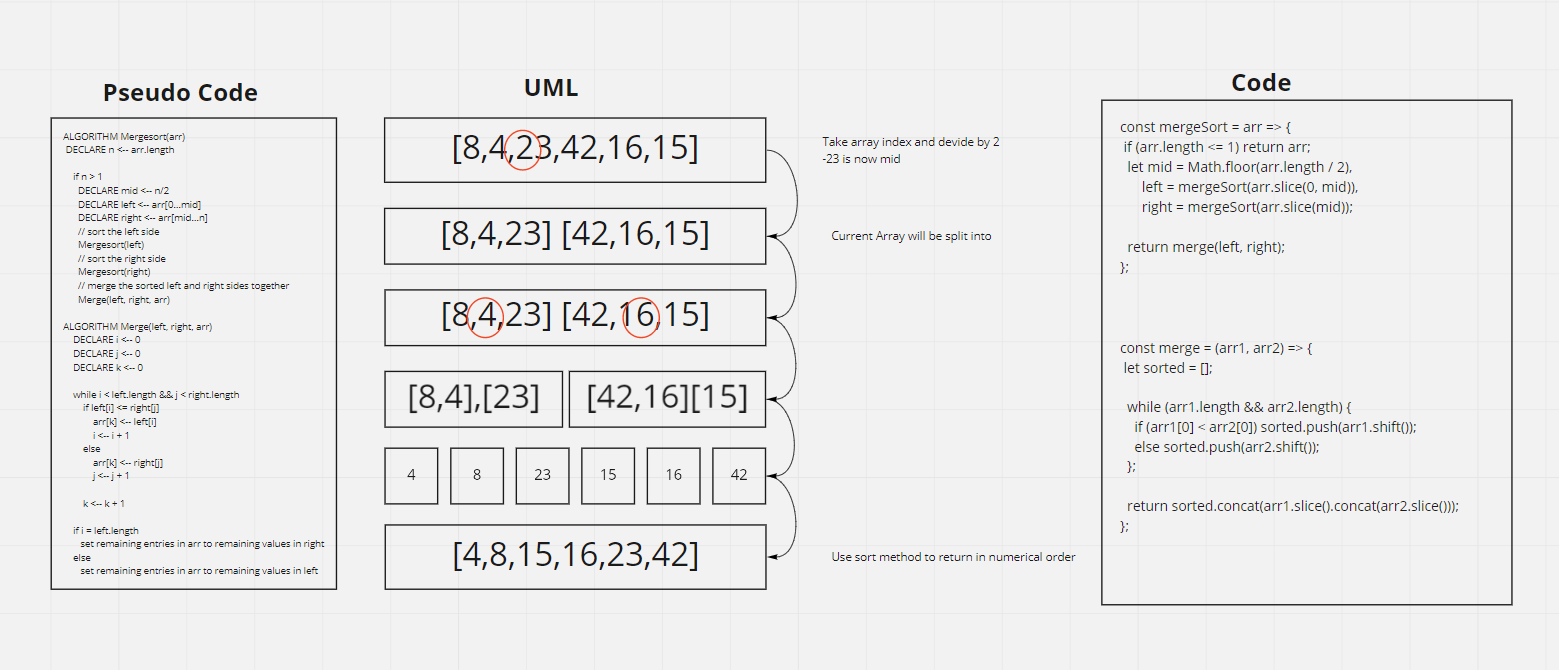 Pseudo Code
ALGORITHM Mergesort(arr)
DECLARE n <-- arr.length
if n > 1
DECLARE mid <-- n/2
DECLARE left <-- arr[0...mid]
DECLARE right <-- arr[mid...n]
// sort the left side
Mergesort(left)
// sort the right side
Mergesort(right)
// merge the sorted left and right sides together
Merge(left, right, arr)
ALGORITHM Merge(left, right, arr)
DECLARE i <-- 0
DECLARE j <-- 0
DECLARE k <-- 0
while i < left.length && j < right.length
if left[i] <= right[j]
arr[k] <-- left[i]
i <-- i + 1
else
arr[k] <-- right[j]
j <-- j + 1
k <-- k + 1
if i = left.length
set remaining entries in arr to remaining values in right
else
set remaining entries in arr to remaining values in left
UML
[8,4,23,42,16,15]
[8,4,23] [42,16,15]
[8,4,23] [42,16,15]
[8,4],[23]
[42,16][15]
4
8
23
15
16
42
[4,8,15,16,23,42]
Take array index and devide by 2
-23 is now mid
Current Array will be split into
Use sort method to return in numerical order
Code
const mergeSort = arr => {
if (arr.length <= 1) return arr;
let mid = Math.floor(arr.length / 2),
left = mergeSort(arr.slice(0, mid)),
right = mergeSort(arr.slice(mid));
return merge(left, right);
};
const merge = (arr1, arr2) => {
let sorted = [];
while (arr1.length && arr2.length) {
if (arr1[0] < arr2[0]) sorted.push(arr1.shift());
else sorted.push(arr2.shift());
};
return sorted.concat(arr1.slice().concat(arr2.slice()));
};